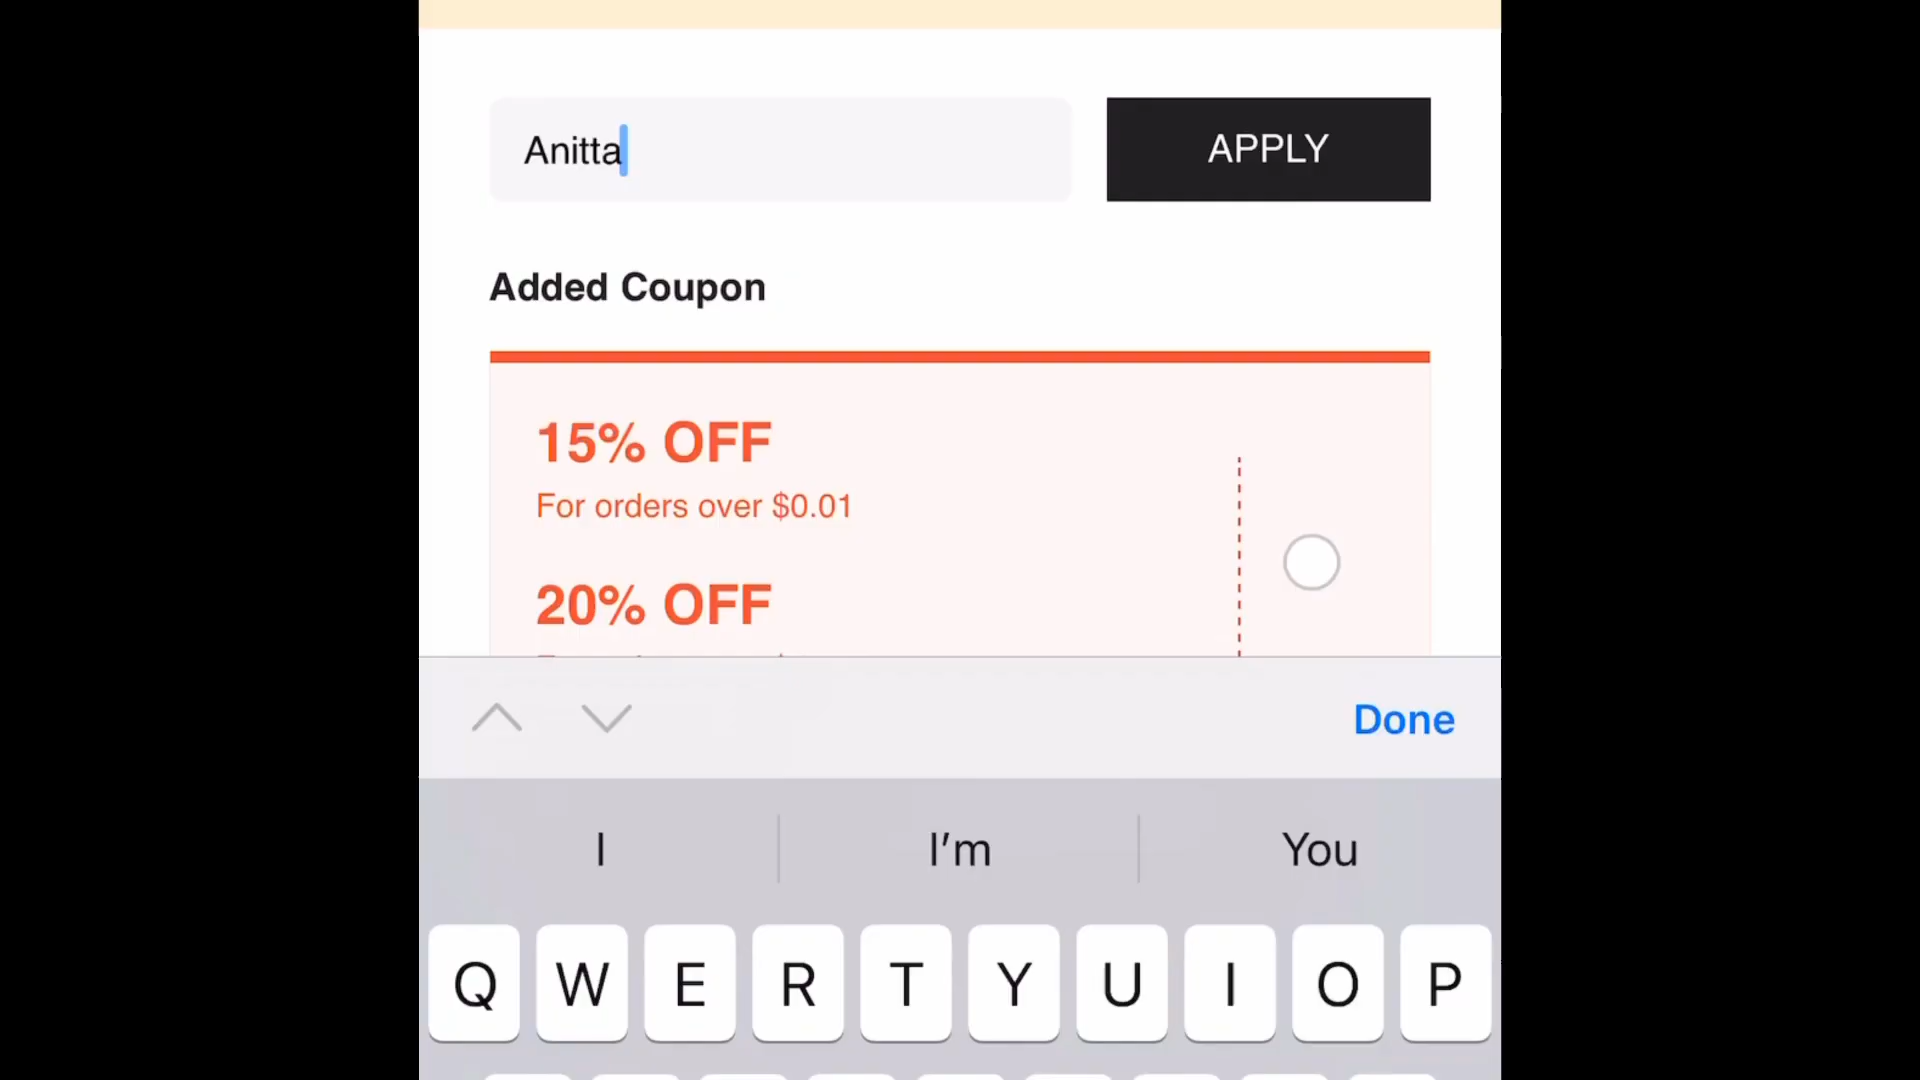 Anitta
APPLY
Added Coupon
15% OFF
For orders over $0.01
20% OFF
Done
I
I'm
You
Q W E R T Y U I O P